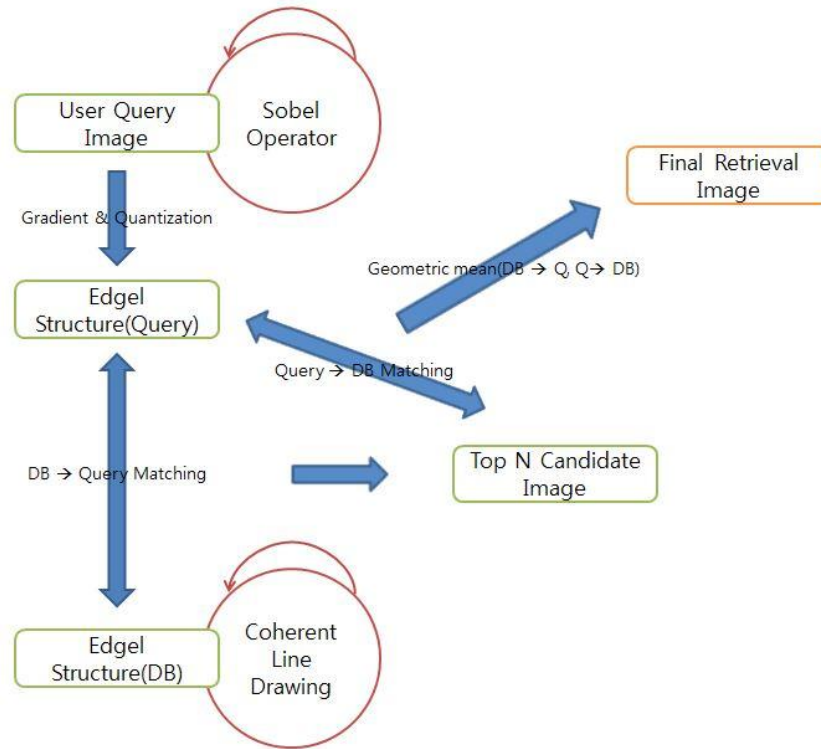 User Query
Image
Sobel
Operator
Final Retrieval
Image
Gradient & Quantization
Geometric mean(DB → Q, Q→ DB)
Edgel
Structure(Query)
Query → DB Matching
DB → Query Matching
Top N Candidate
Image
Edgel
Structure(DB)
Coherent
Line
Drawing